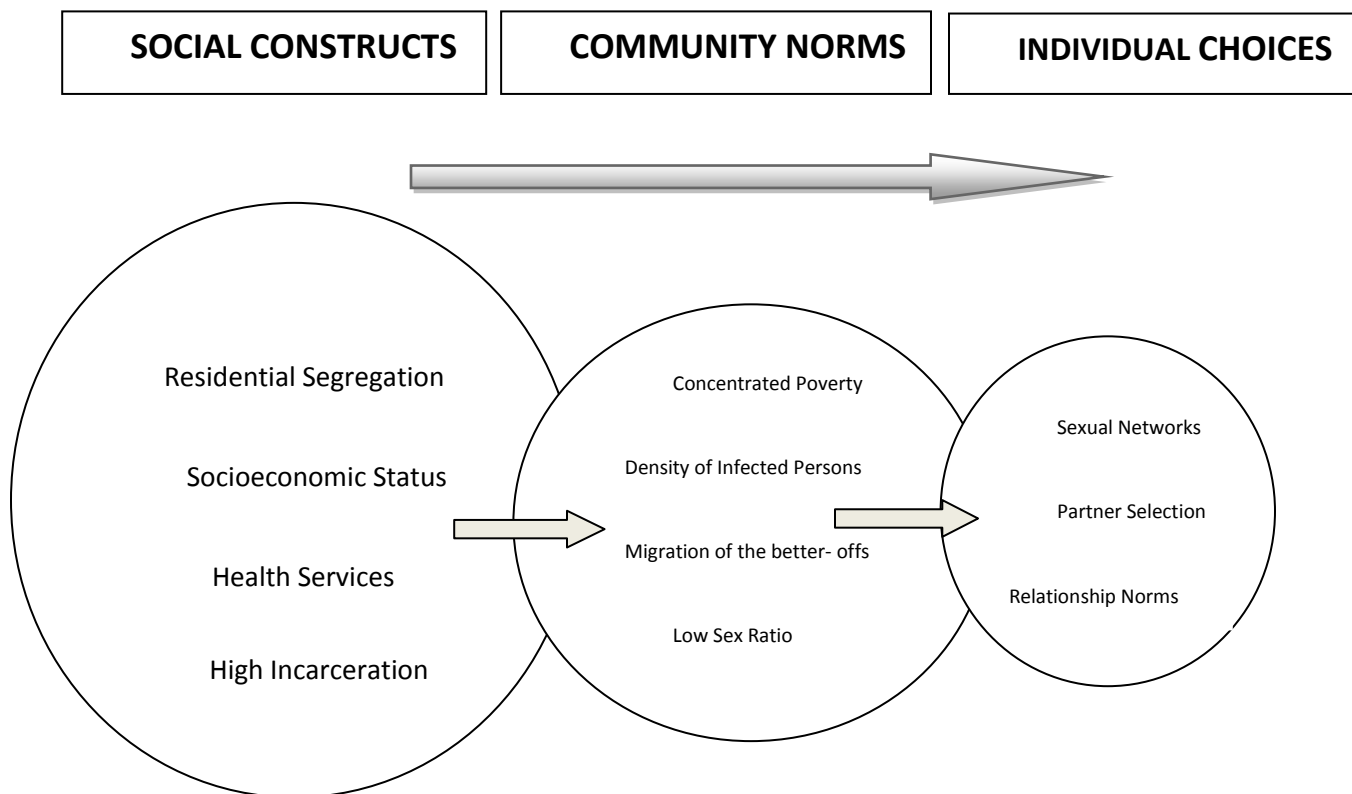 SOCIAL CONSTRUCTS
COMMUNITY NORMS
INDIVIDUAL CHOICES
Residential Segregation
Socioeconomic Status
Health Services
High Incarceration
Concentrated Poverty
Density of Infected Persons
Migration of the better- offs
Low Sex Ratio
Sexual Networks
Partner Selection
Relationship Norms